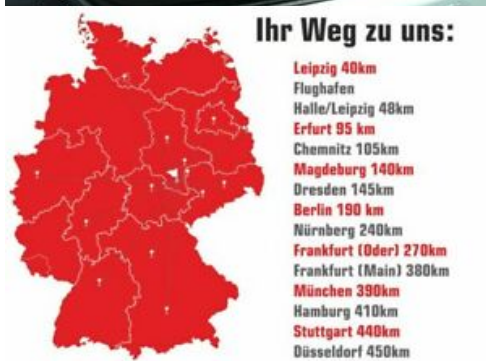 Ihr Weg zu uns:
Leipzig 40km
Flughafen
Halle/Leipzig 48km
Erfurt 95 km
Chemnitz 105km
Magdeburg 140km
Dresden 145km
Berlin 190 km
Nürnberg 240km
Frankfurt (Oder) 270km
Frankfurt (Main) 380km
München 390km
Hamburg 410km
Stuttgart 440km
Düsseldorf 450km